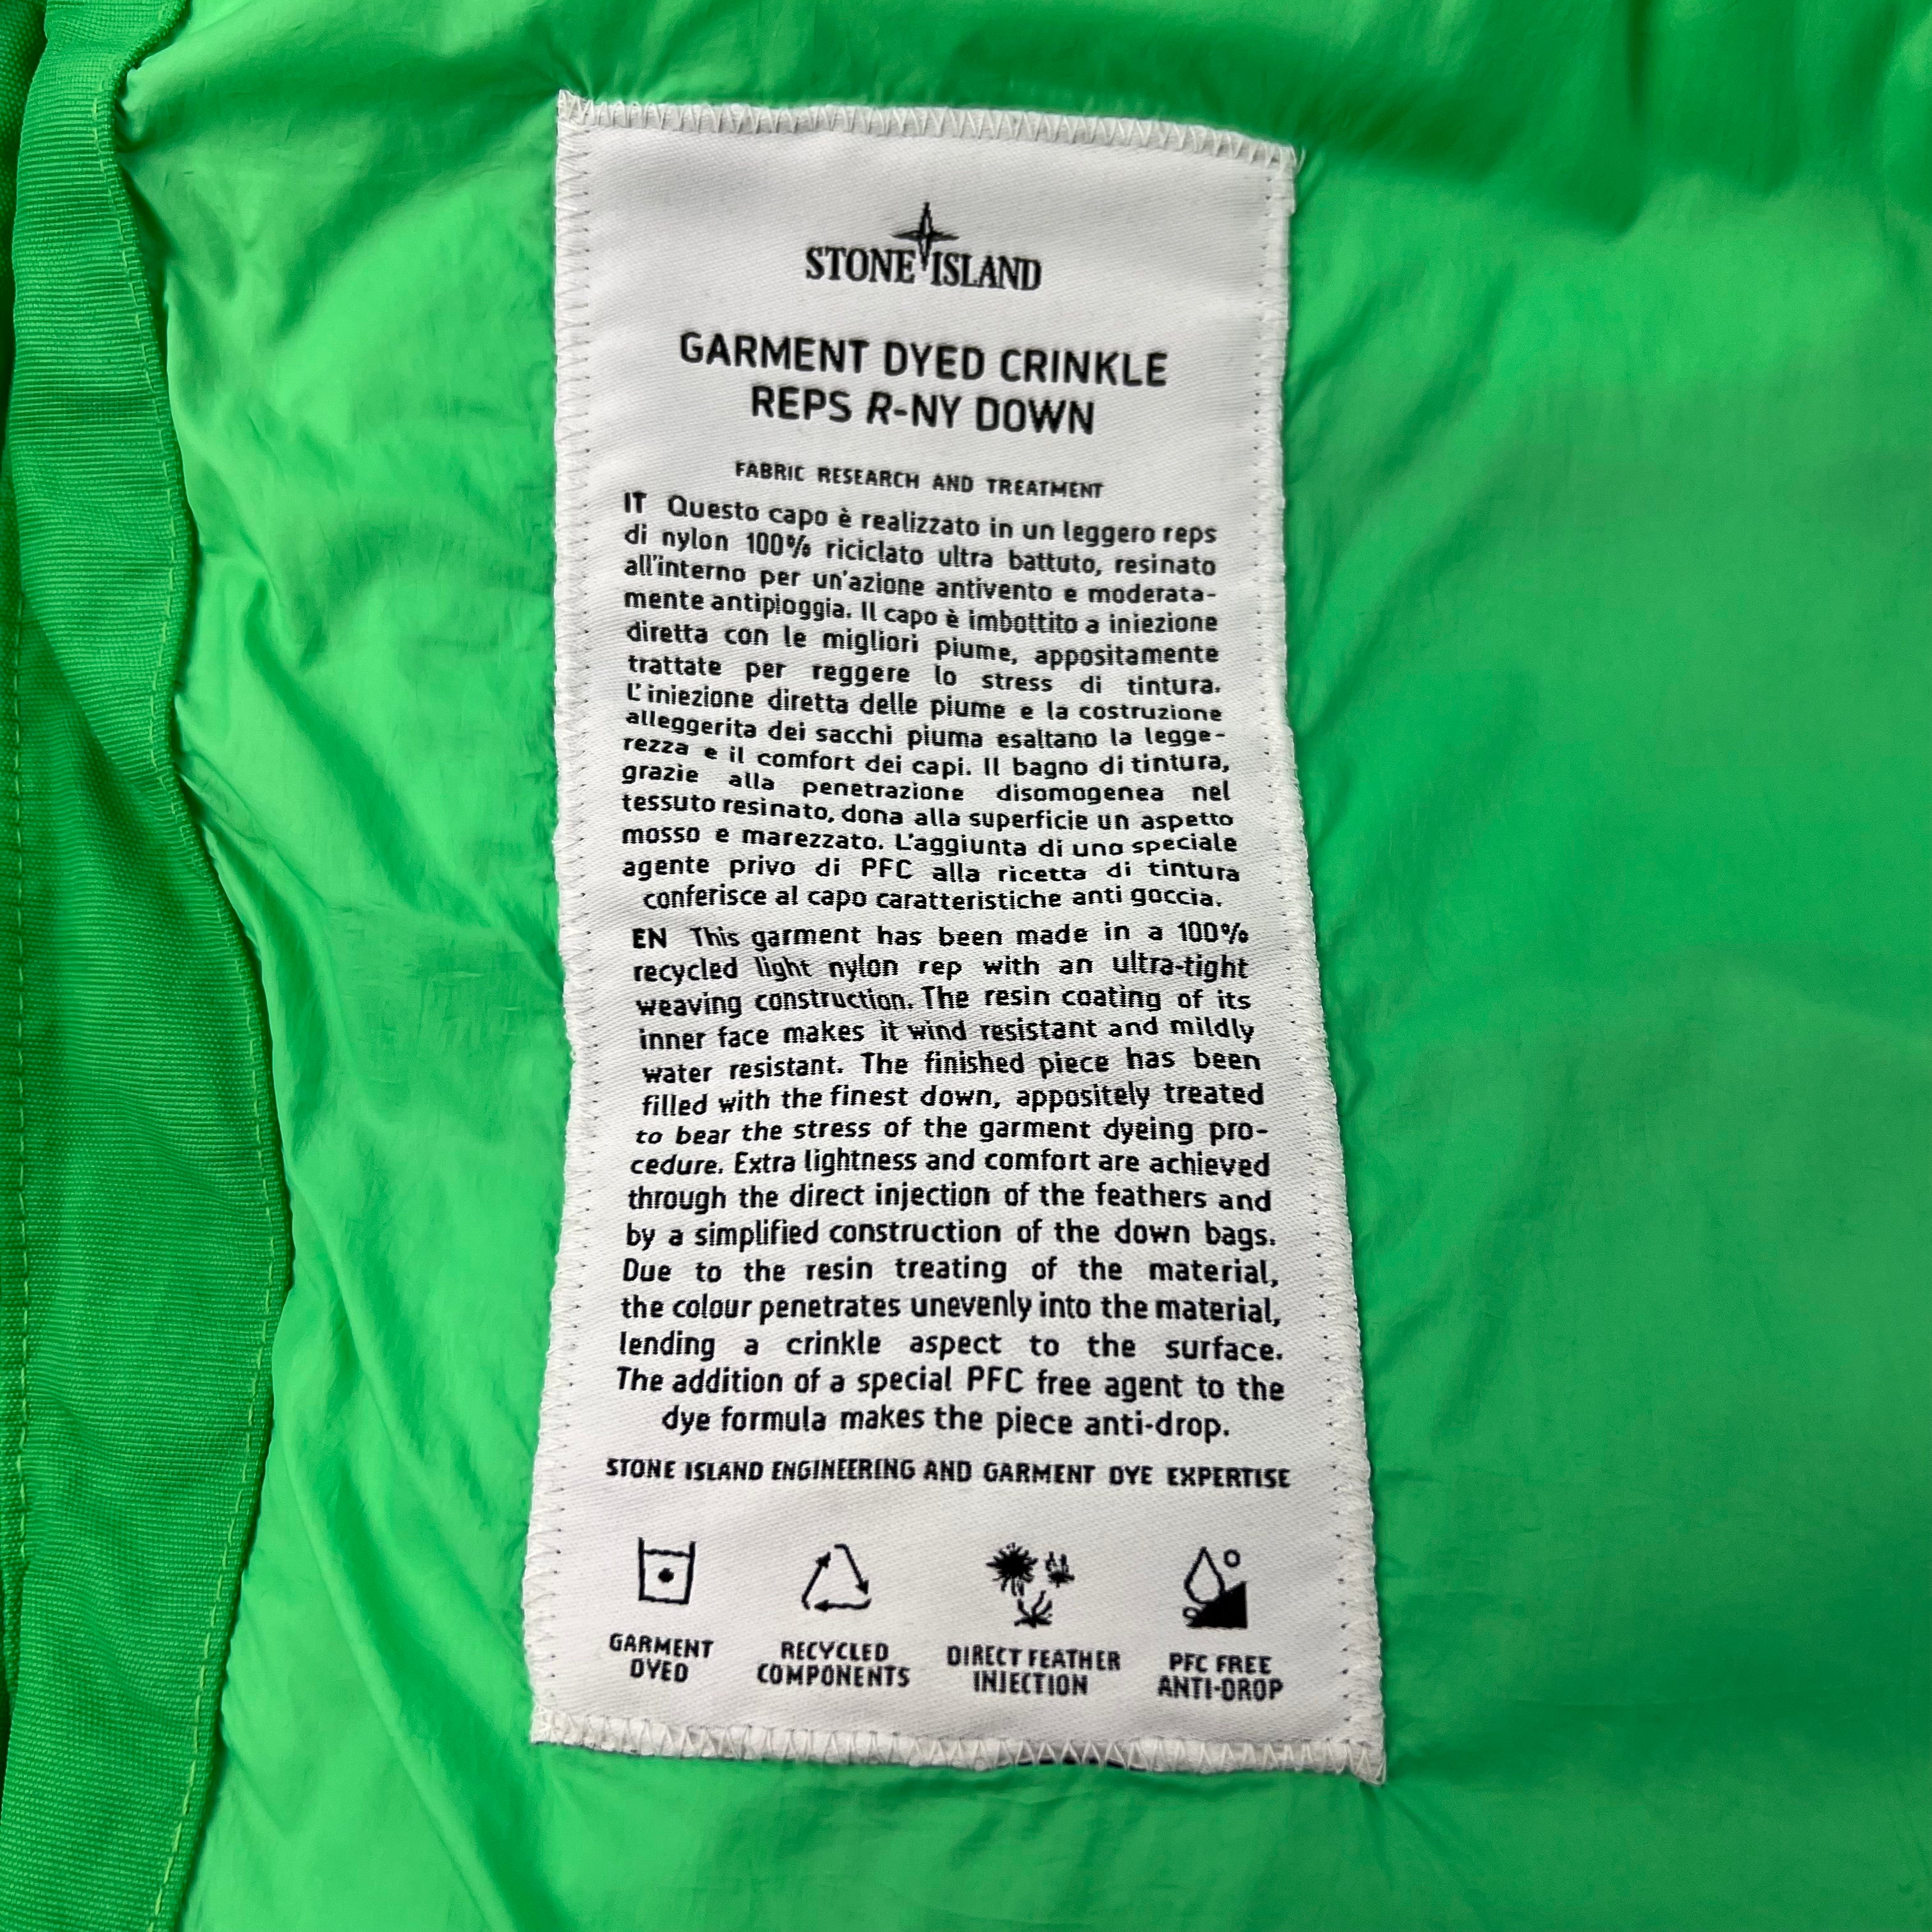 STONE ISLAND
GARMENT DYED CRINKLE
REPS R-NY DOWN
FABRIC RESEARCH AND TREATMENT
IT Questo capo è realizzato in un leggero reps
di nylon 100% riciclato ultra battuto, resinato
all'interno per un'azione antivento e moderata-
mente antipioggia. Il capo è imbottito a iniezione
diretta con le migliori piume, appositamente
trattate per reggere lo stress di tintura.
L'iniezione diretta delle piume e la costruzione
alleggerita dei sacchi piuma esaltano la legge-
rezza e il comfort dei capi. Il bagno di tintura,
grazie alla penetrazione disomogenea nel
tessuto resinato, dona alla superficie un aspetto
mosso e marezzato. L'aggiunta di uno speciale
agente privo di PFC alla ricetta di tintura
conferisce al capo caratteristiche anti goccia.
EN This garment has been made in a 100%
recycled light nylon rep with an ultra-tight
weaving construction. The resin coating of its
inner face makes it wind resistant and mildly
water resistant. The finished piece has been
filled with the finest down, appositely treated
to bear the stress of the garment dyeing pro-
cedure. Extra lightness and comfort are achieved
through the direct injection of the feathers and
by a simplified construction of the down bags.
Due to the resin treating of the material,
the colour penetrates unevenly into the material,
lending a crinkle aspect to the surface.
The addition of a special PFC free agent to the
dye formula makes the piece anti-drop.
STONE ISLAND ENGINEERING AND GARMENT DYE EXPERTISE
GARMENT
DYED
RECYCLED
COMPONENTS
DIRECT FEATHER
INJECTION
PFC FREE
ANTI-DROP